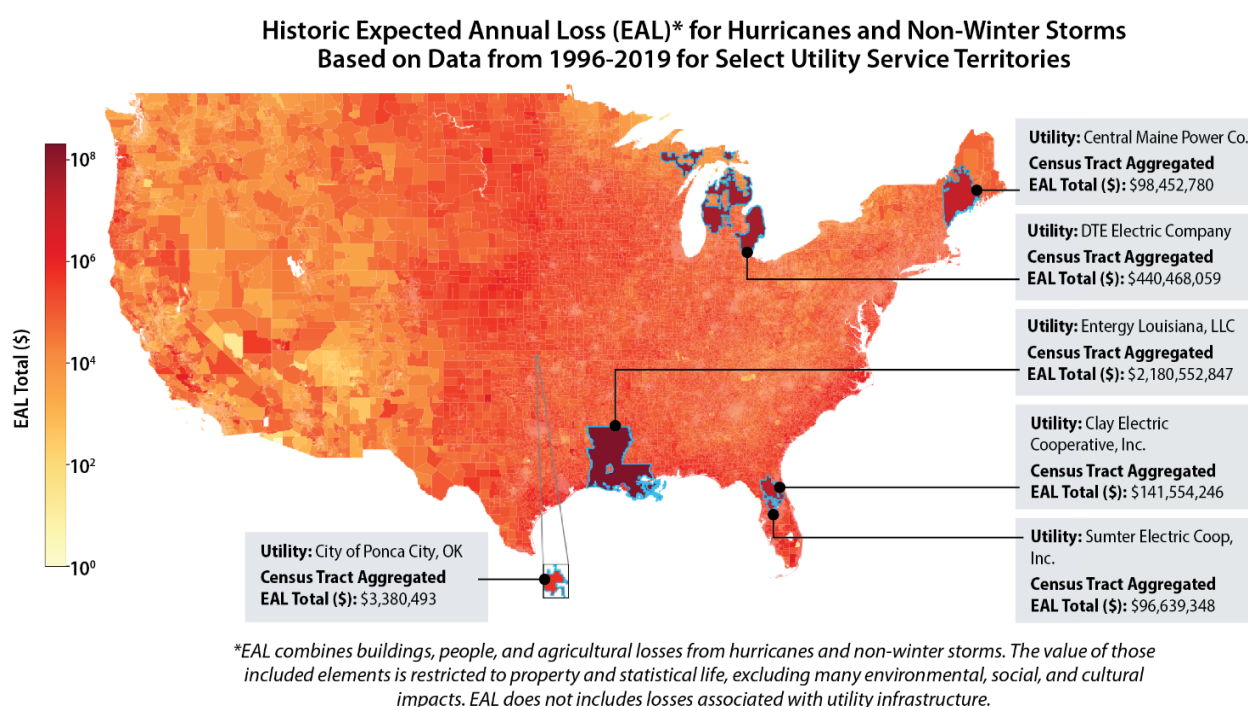 Historic Expected Annual Loss (EAL)* for Hurricanes and Non-Winter Storms
Based on Data from 1996-2019 for Select Utility Service Territories
EAL Total ($)
10⁸
10⁶
10⁴
10²
10⁰
Utility: Central Maine Power Co.
Census Tract Aggregated
EAL Total ($): $98,452,780
Utility: DTE Electric Company
Census Tract Aggregated
EAL Total ($): $440,468,059
Utility: Entergy Louisiana, LLC
Census Tract Aggregated
EAL Total ($): $2,180,552,847
Utility: Clay Electric
Cooperative, Inc.
Census Tract Aggregated
EAL Total ($): $141,554,246
Utility: Sumter Electric Coop,
Inc.
Census Tract Aggregated
EAL Total ($): $96,639,348
Utility: City of Ponca City, OK
Census Tract Aggregated
EAL Total ($): $3,380,493
*EAL combines buildings, people, and agricultural losses from hurricanes and non-winter storms. The value of those
included elements is restricted to property and statistical life, excluding many environmental, social, and cultural
impacts. EAL does not includes losses associated with utility infrastructure.